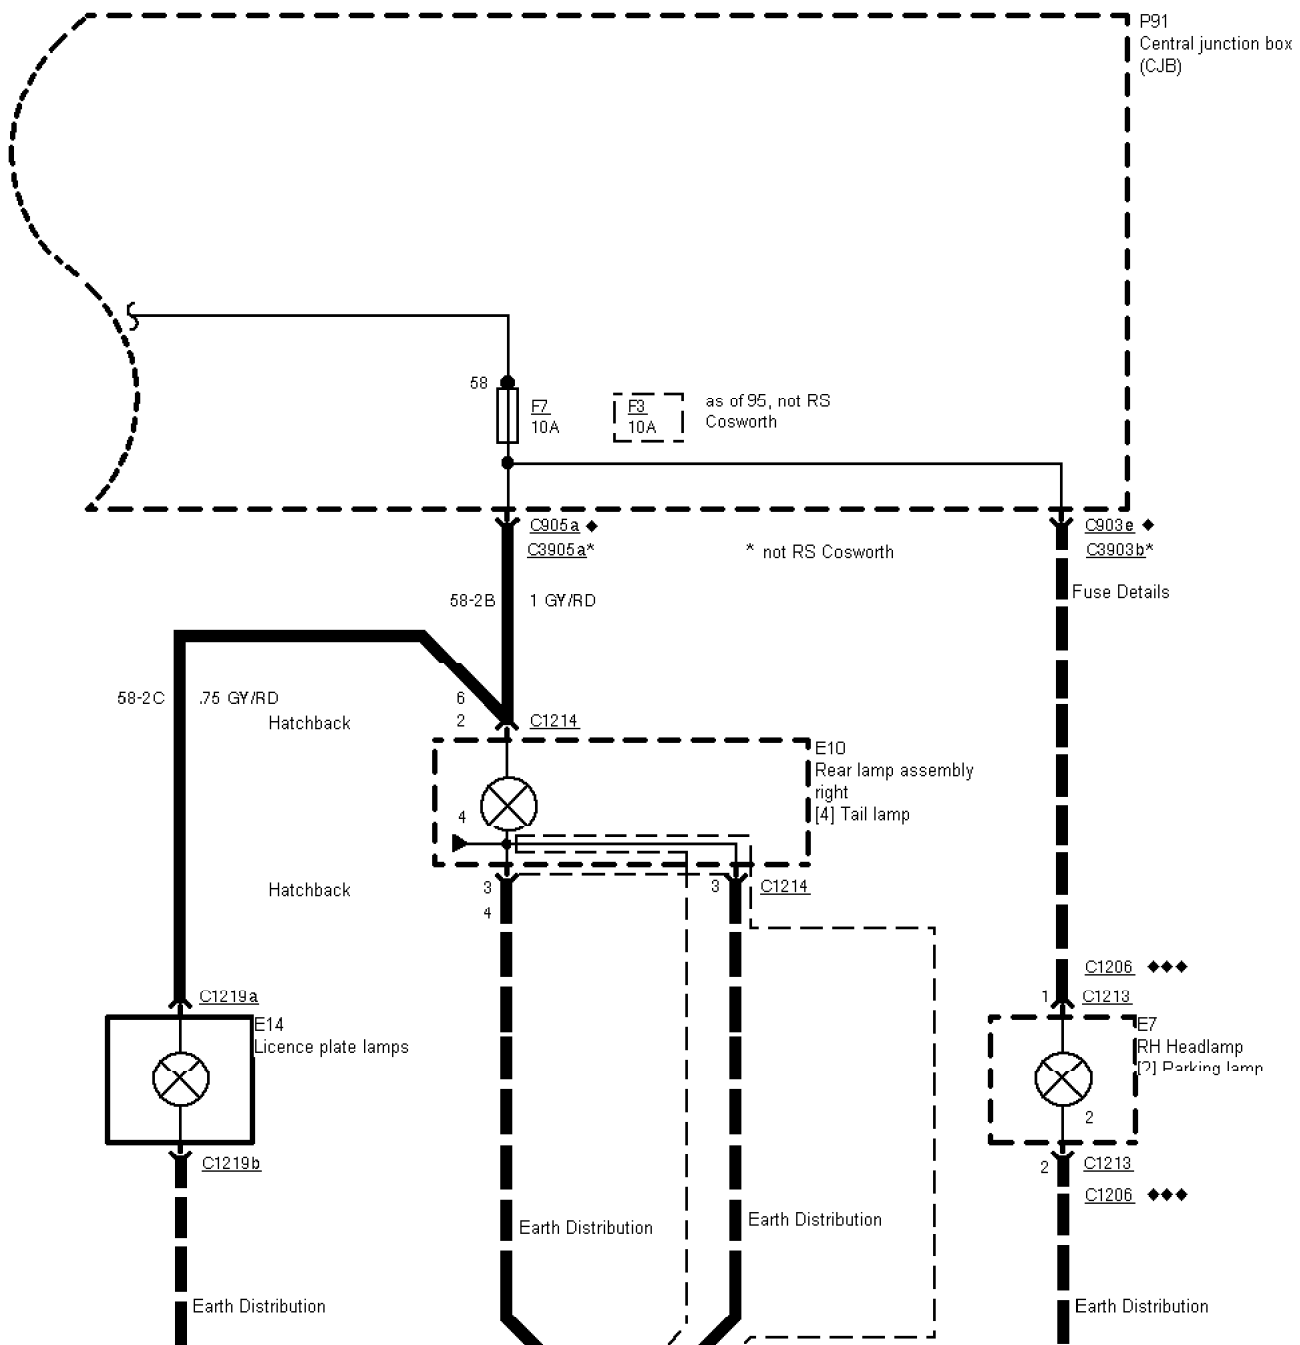 P91
Central junction box
(CJB)
58
F7
10A
F3
10A
as of 95, not RS
Cosworth
C905a ◆
C3905a*
* not RS Cosworth
C903e ◆
C3903b*
Fuse Details
58-2B
1 GY/RD
58-2C
.75 GY/RD
Hatchback
6
2
C1214
E10
Rear lamp assembly
right
[4] Tail lamp
4
Hatchback
3
4
3
C1214
C1206 ◆◆◆
1
C1213
C1219a
E14
Licence plate lamps
E7
RH Headlamp
[2] Parking lamp
2
C1219b
2
C1213
C1206 ◆◆◆
Earth Distribution
Earth Distribution
Earth Distribution
Earth Distribution